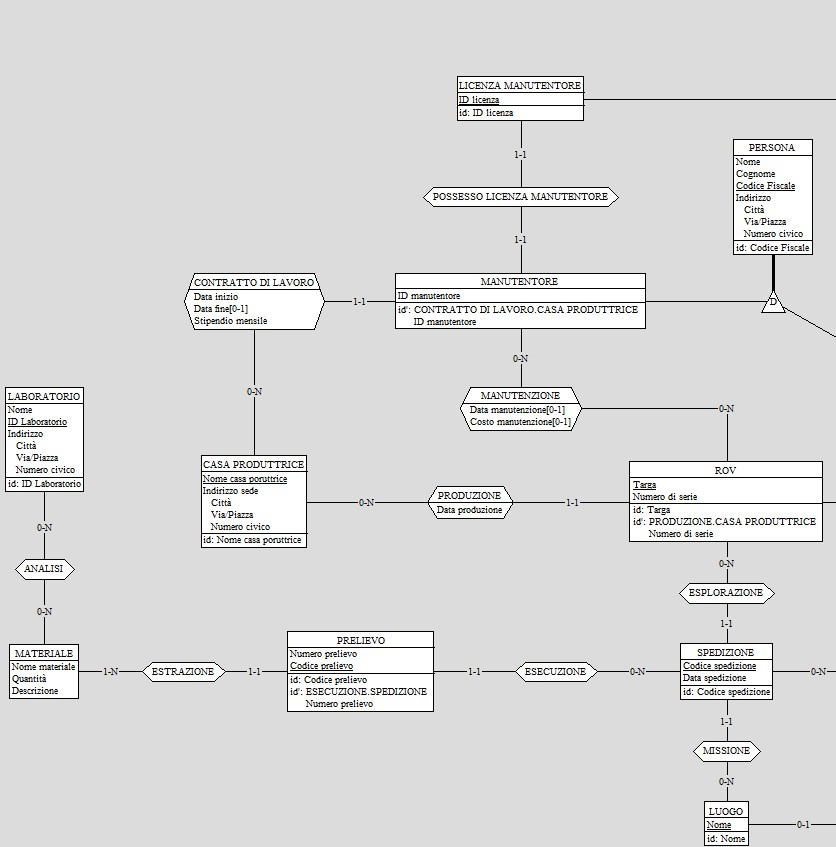 LICENZA MANUTENTORE
ID licenza
id: ID licenza
1-1
POSSESSO LICENZA MANUTENTORE
1-1
PERSONA
Nome
Cognome
Codice Fiscale
Indirizzo
Città
Via/Piazza
Numero civico
id: Codice Fiscale
D
CONTRATTO DI LAVORO
Data inizio
Data fine[0-1]
Stipendio mensile
1-1
MANUTENTORE
ID manutentore
id': CONTRATTO DI LAVORO.CASA PRODUTTRICE
ID manutentore
0-N
0-N
MANUTENZIONE
Data manutenzione[0-1]
Costo manutenzione[0-1]
0-N
LABORATORIO
Nome
ID Laboratorio
Indirizzo
Città
Via/Piazza
Numero civico
id: ID Laboratorio
CASA PRODUTTRICE
Nome casa poruttrice
Indirizzo sede
Città
Via/Piazza
Numero civico
id: Nome casa poruttrice
0-N
PRODUZIONE
Data produzione
1-1
ROV
Targa
Numero di serie
id: Targa
id': PRODUZIONE.CASA PRODUTTRICE
Numero di serie
0-N
ANALISI
0-N
0-N
ESPLORAZIONE
1-1
MATERIALE
Nome materiale
Quantità
Descrizione
1-N
ESTRAZIONE
1-1
PRELIEVO
Numero prelievo
Codice prelievo
id: Codice prelievo
id': ESECUZIONE.SPEDIZIONE
Numero prelievo
1-1
ESECUZIONE
0-N
SPEDIZIONE
Codice spedizione
Data spedizione
id: Codice spedizione
0-N
1-1
MISSIONE
0-N
LUOGO
Nome
id: Nome
0-1